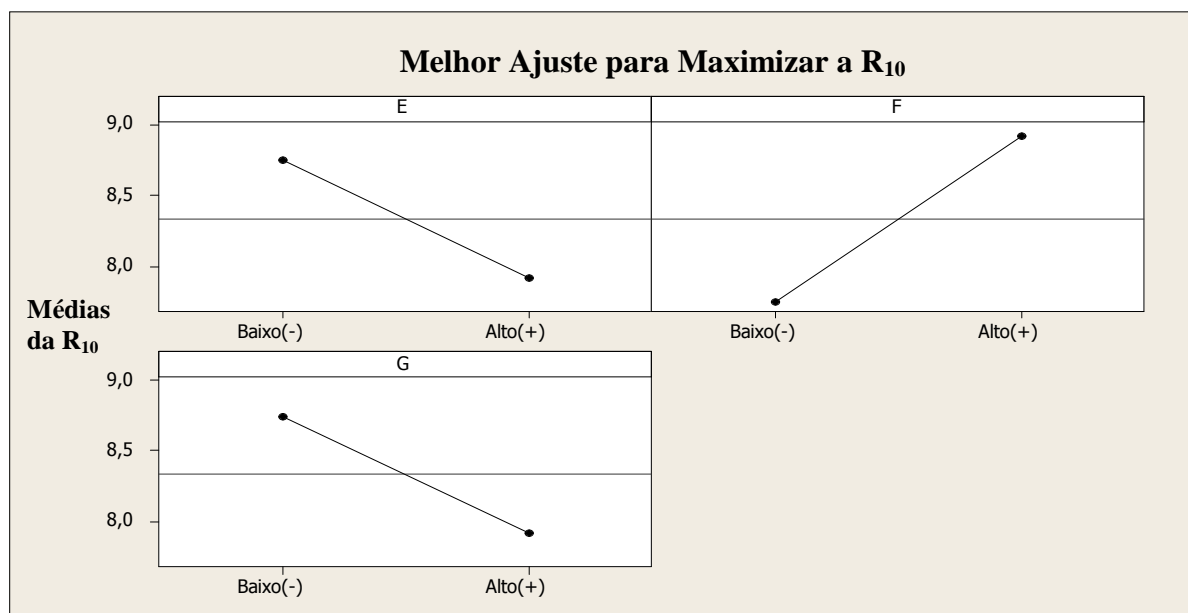 Melhor Ajuste para Maximizar a R₁₀
E
F
9,0
8,5
8,0
Baixo(-)
Alto(+)
Baixo(-)
Alto(+)
Médias
da R₁₀
G
9,0
8,5
8,0
Baixo(-)
Alto(+)